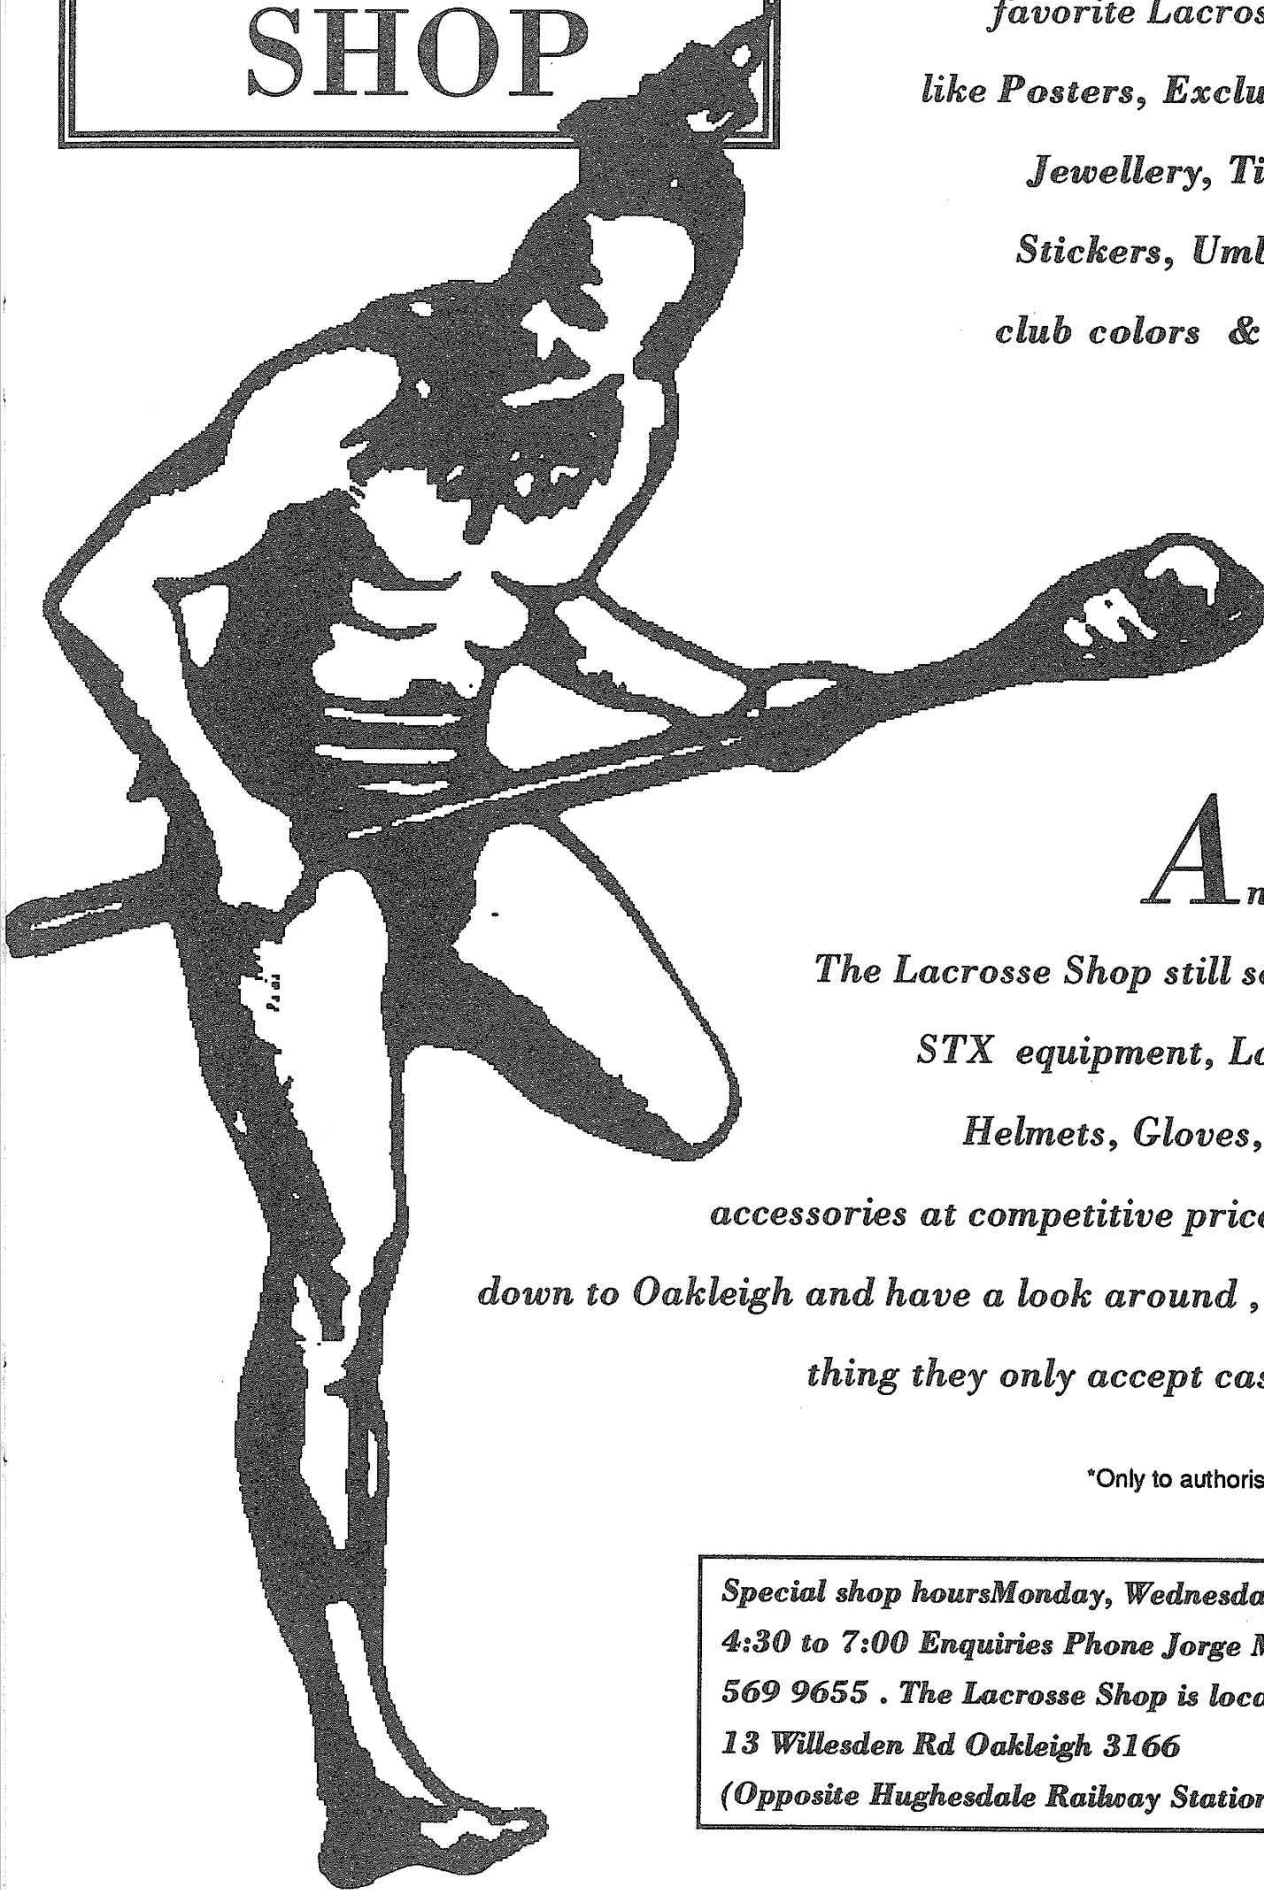 SHOP
favorite Lacros
like Posters, Exclu
Jewellery, Ti
Stickers, Umb
club colors &
An
The Lacrosse Shop still se
STX equipment, La
Helmets, Gloves,
accessories at competitive price
down to Oakleigh and have a look around ,
thing they only accept cas
*Only to authoris
Special shop hoursMonday, Wednesda
4:30 to 7:00 Enquiries Phone Jorge M
569 9655 . The Lacrosse Shop is loca
13 Willesden Rd Oakleigh 3166
(Opposite Hughesdale Railway Station